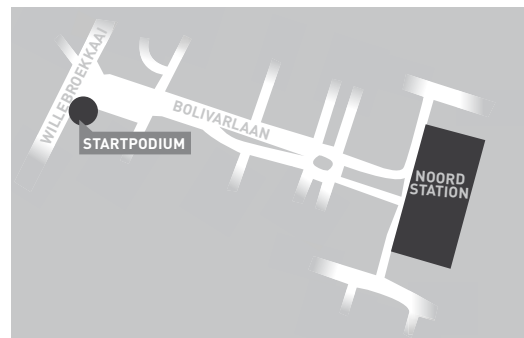 WILLEBROEKKAAI
BOLIVARLAAN
STARTPODIUM
NOORD
STATION